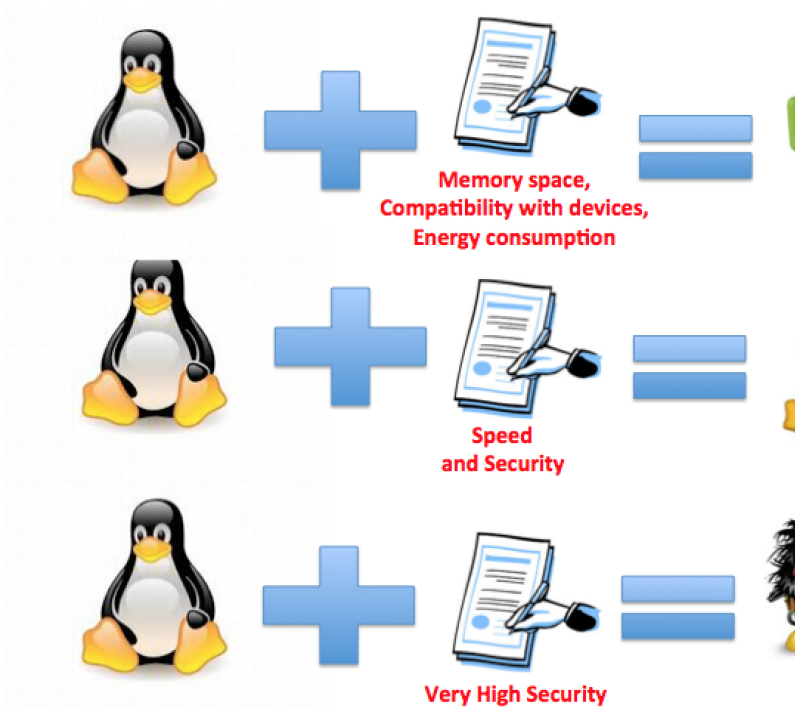 Memory space,
Compatibility with devices,
Energy consumption
Speed
and Security
Very High Security